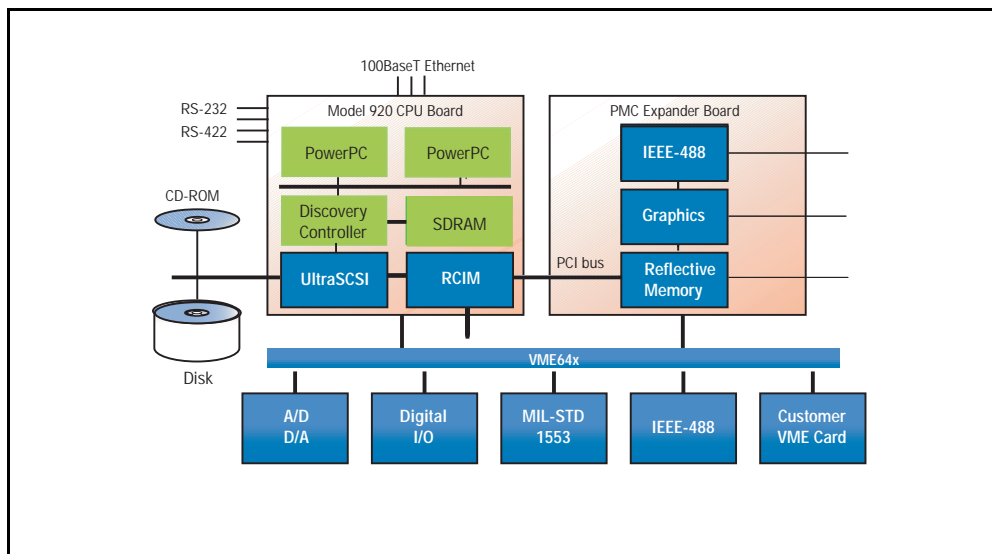 100BaseT Ethernet
RS-232
RS-422
Model 920 CPU Board
PMC Expander Board
PowerPC
PowerPC
IEEE-488
CD-ROM
Discovery
Controller
SDRAM
Graphics
UltraSCSI
RCIM
PCI bus
Reflective
Memory
Disk
VME64x
A/D
D/A
Digital
I/O
MIL-STD
1553
IEEE-488
Customer
VME Card